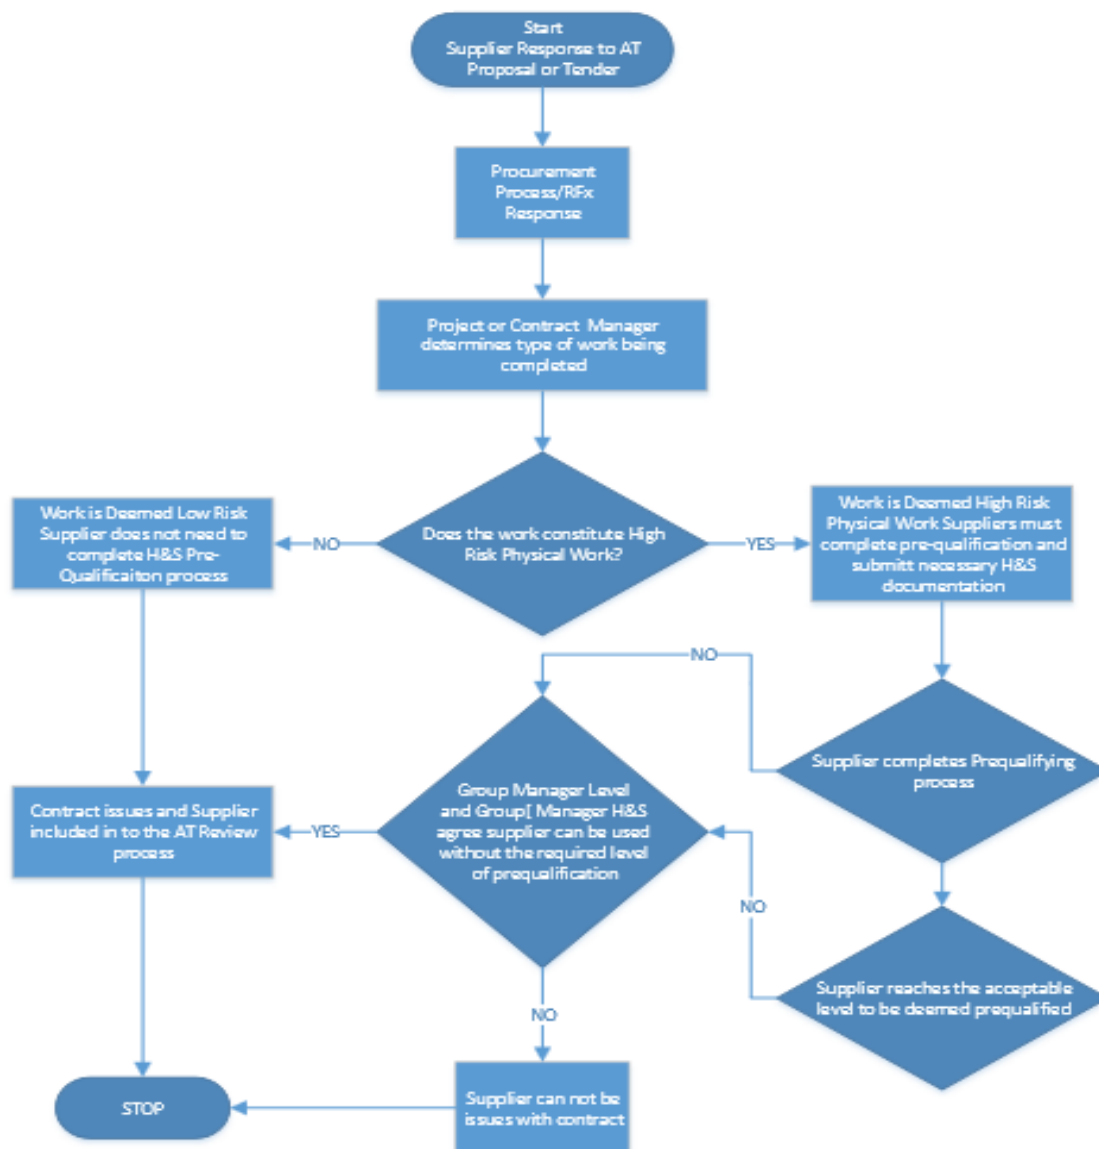 Start
Supplier Response to AT
Proposal or Tender
Procurement
Process/RFx
Response
Project or Contract Manager
determines type of work being
completed
Does the work constitute High
Risk Physical Work?
NO
YES
Work is Deemed Low Risk
Supplier does not need to
complete H&S Pre-
Qualificaiton process
Work is Deemed High Risk
Physical Work Suppliers must
complete pre-qualification and
submitt necessary H&S
documentation
NO
Supplier completes Prequalifying
process
Group Manager Level
and Group[ Manager H&S
agree supplier can be used
without the required level
of prequalification
YES
Contract issues and Supplier
included in to the AT Review
process
NO
Supplier reaches the acceptable
level to be deemed prequalified
NO
Supplier can not be
issues with contract
STOP